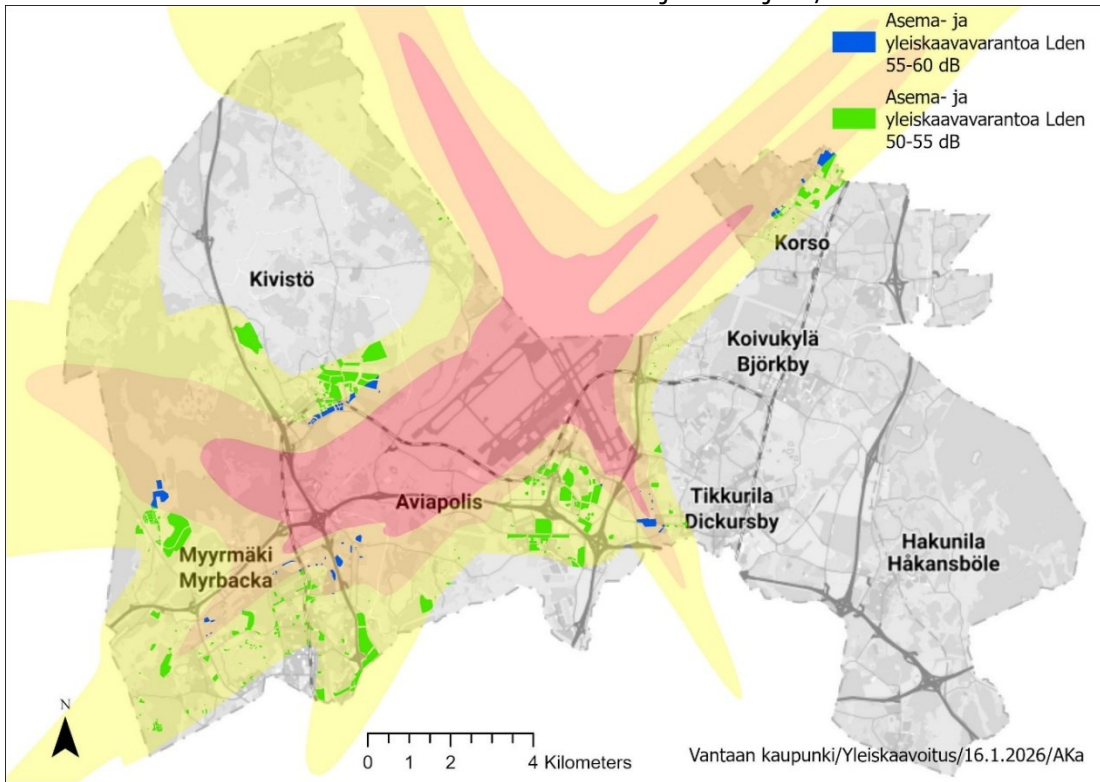 Asema- ja
yleiskaavavarantoa Lden
55-60 dB
Asema- ja
yleiskaavavarantoa Lden
50-55 dB
Korso
Kivistö
Koivukylä
Björkby
Aviapolis
Tikkurila
Dickursby
Hakunila
Håkansböle
Myyrmäki
Myrbacka
N
0 1 2 4 Kilometers
Vantaan kaupunki/Yleiskaavoitus/16.1.2026/AKa